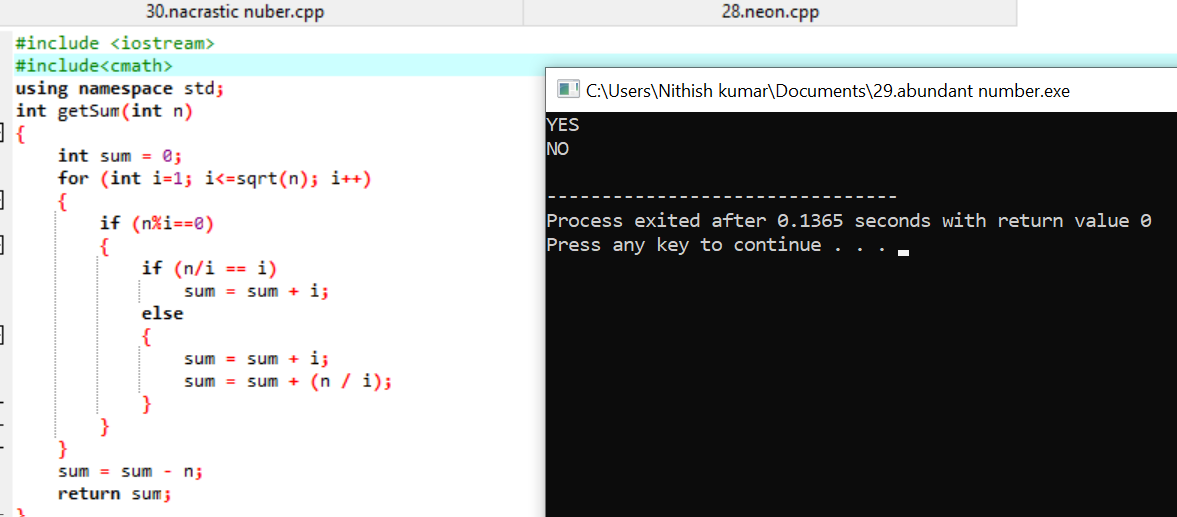 30.nacrastic nuber.cpp
28.neon.cpp
#include <iostream>
#include<cmath>
using namespace std;
int getSum(int n)
{
int sum = 0;
for (int i=1; i<=sqrt(n); i++)
{
if (n%i==0)
{
if (n/i == i)
sum = sum + i;
else
{
sum = sum + i;
sum = sum + (n / i);
}
}
}
sum = sum - n;
return sum;
}
C:\Users\Nithish kumar\Documents\29.abundant number.exe
YES
NO
--------------------------------
Process exited after 0.1365 seconds with return value 0
Press any key to continue . . .